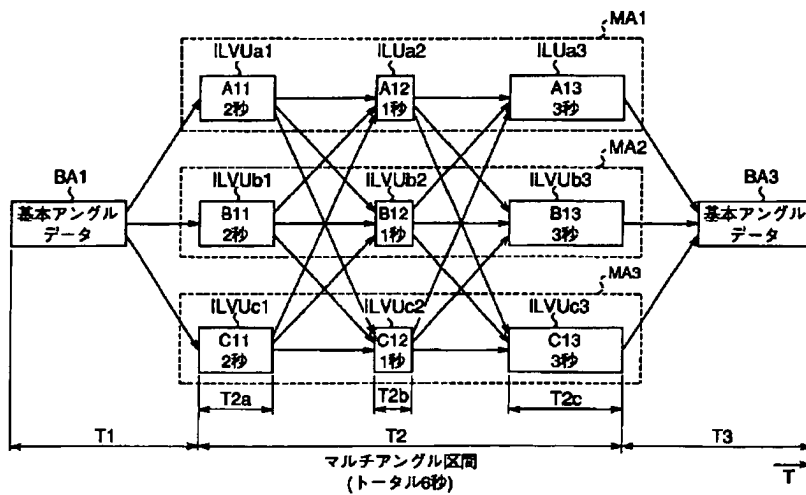 MA1
ILVUa1
ILUa2
ILUa3
A11
2秒
A12
1秒
A13
3秒
MA2
BA1
ILVUb1
ILVUb2
ILVUb3
BA3
基本アングル
データ
B11
2秒
B12
1秒
B13
3秒
基本アングル
データ
MA3
ILVUc1
ILVUc2
ILVUc3
C11
2秒
C12
1秒
C13
3秒
T2a
T2b
T2c
T1
T2
T3
マルチアングル区間
(トータル6秒)
T